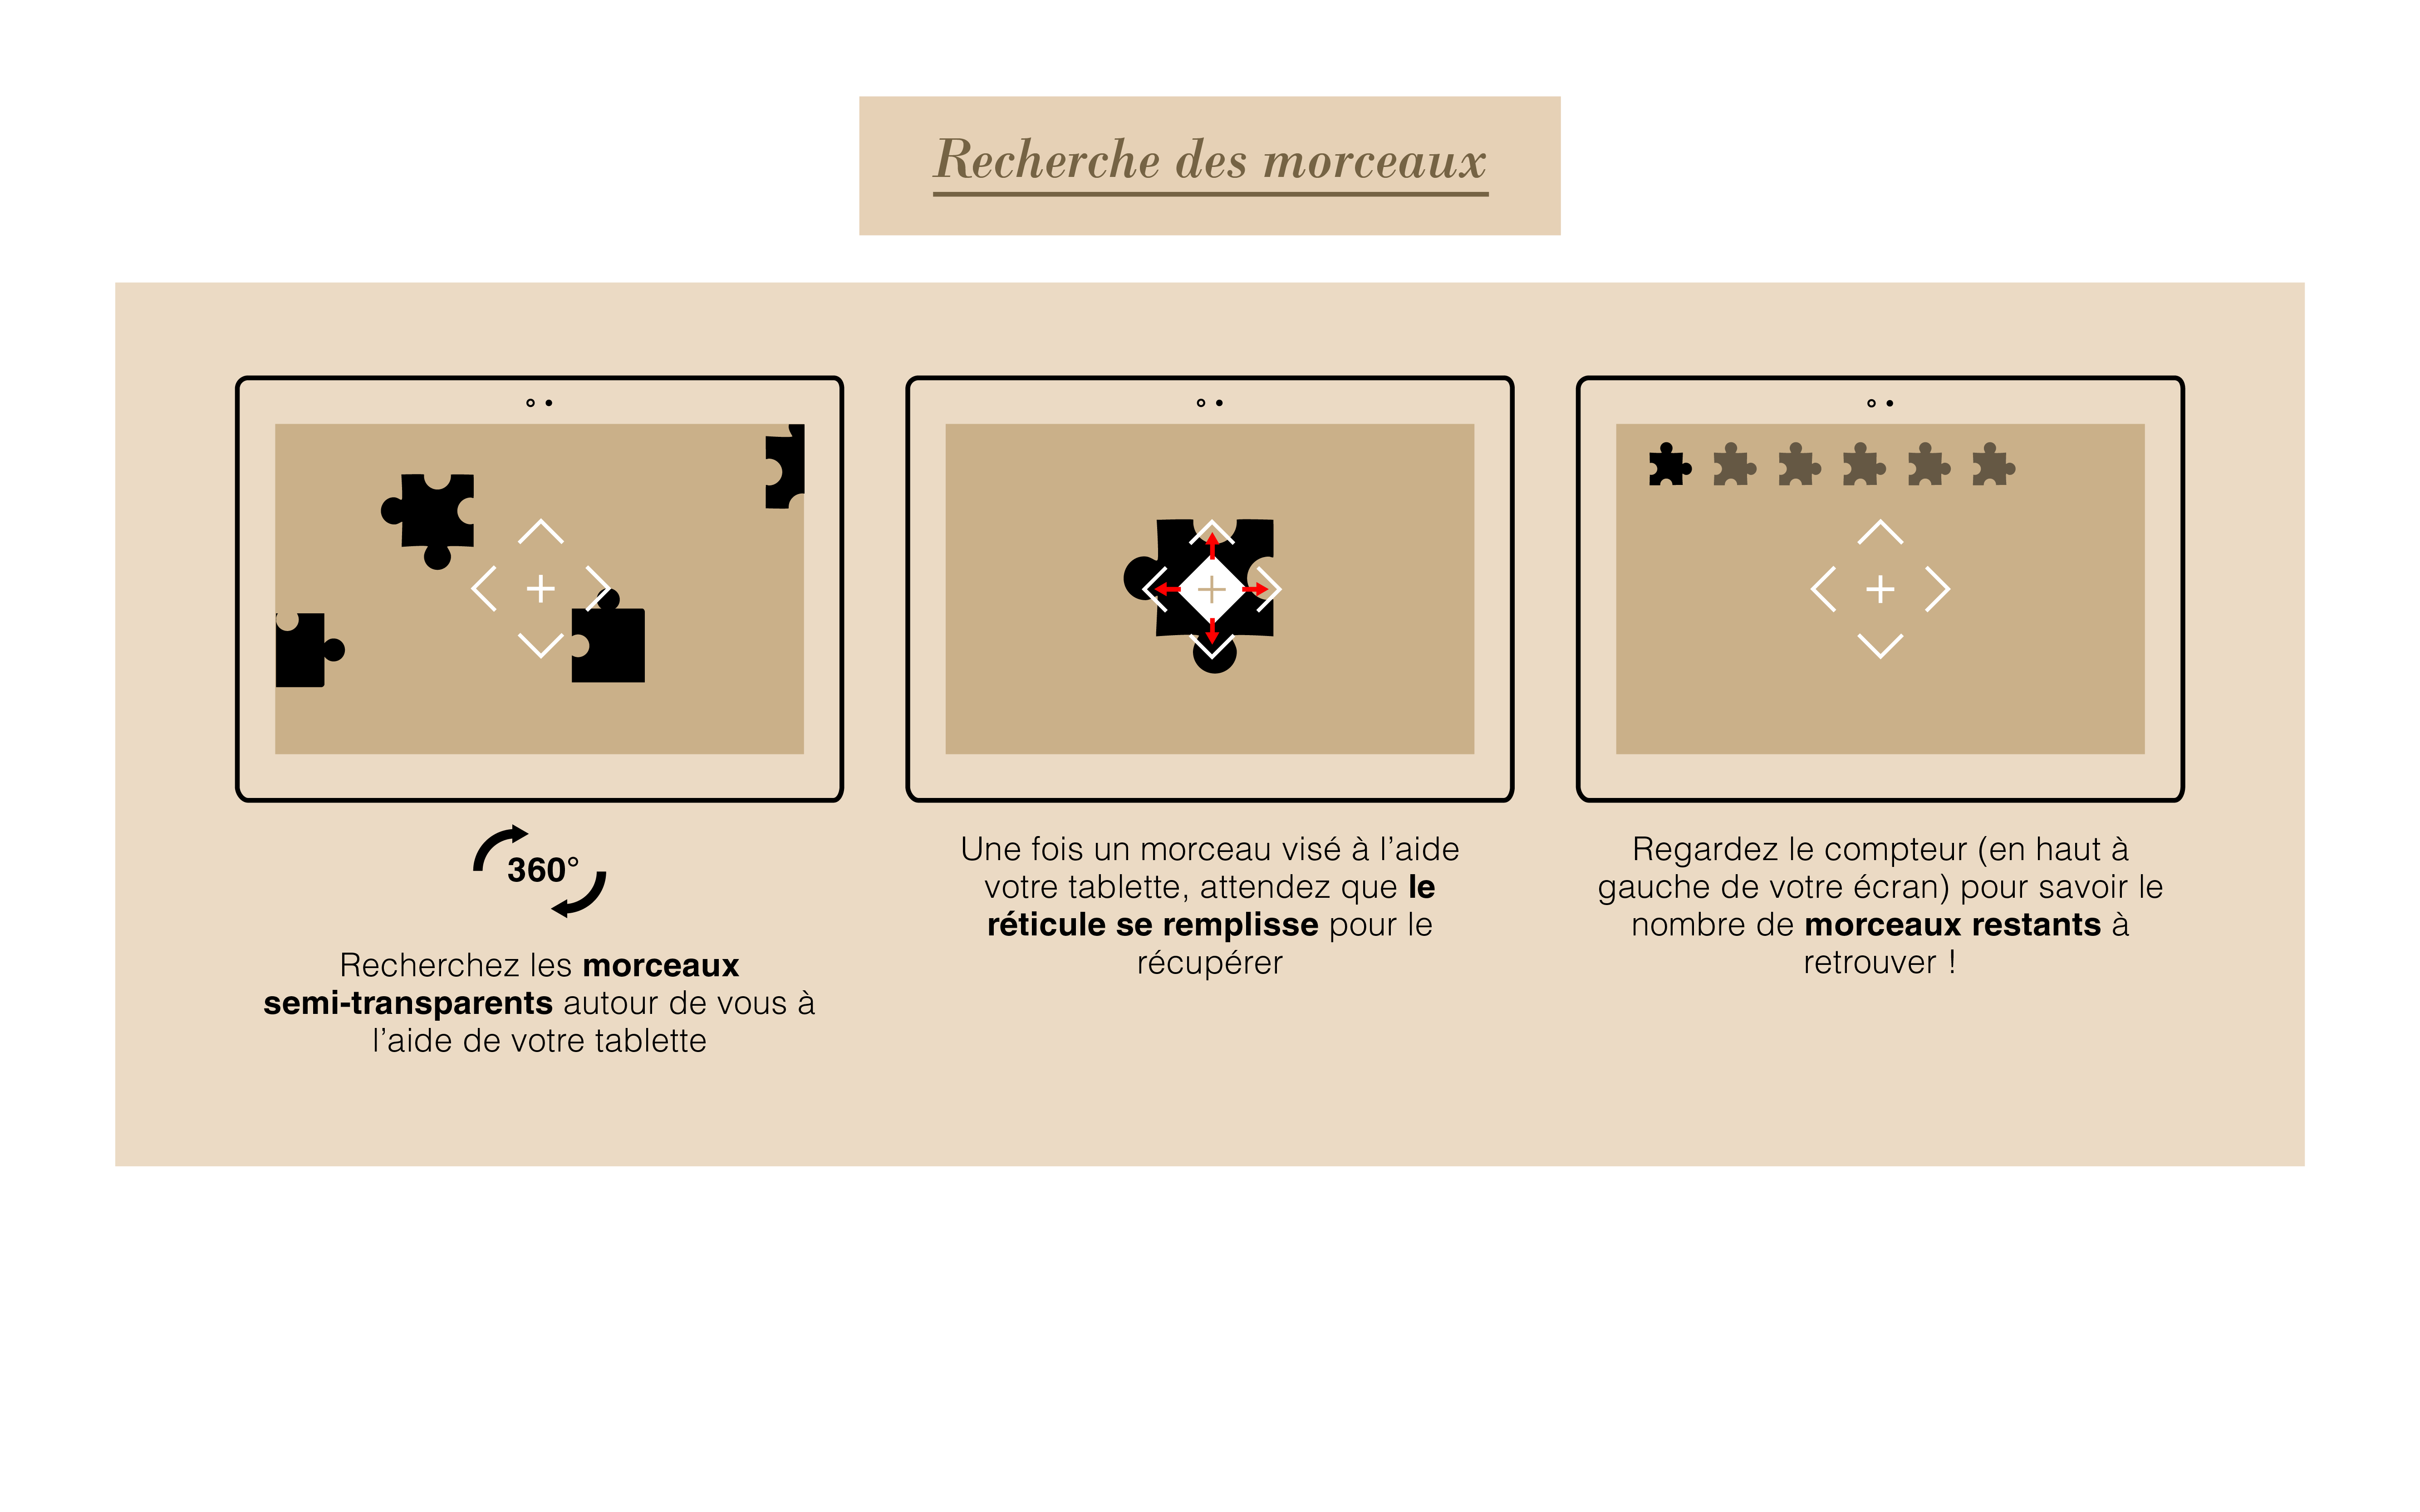 Recherche des morceaux
360°
Recherchez les morceaux
semi-transparents autour de vous à
l'aide de votre tablette
Une fois un morceau visé à l'aide
votre tablette, attendez que le
réticule se remplisse pour le
récupérer
Regardez le compteur (en haut à
gauche de votre écran) pour savoir le
nombre de morceaux restants à
retrouver !